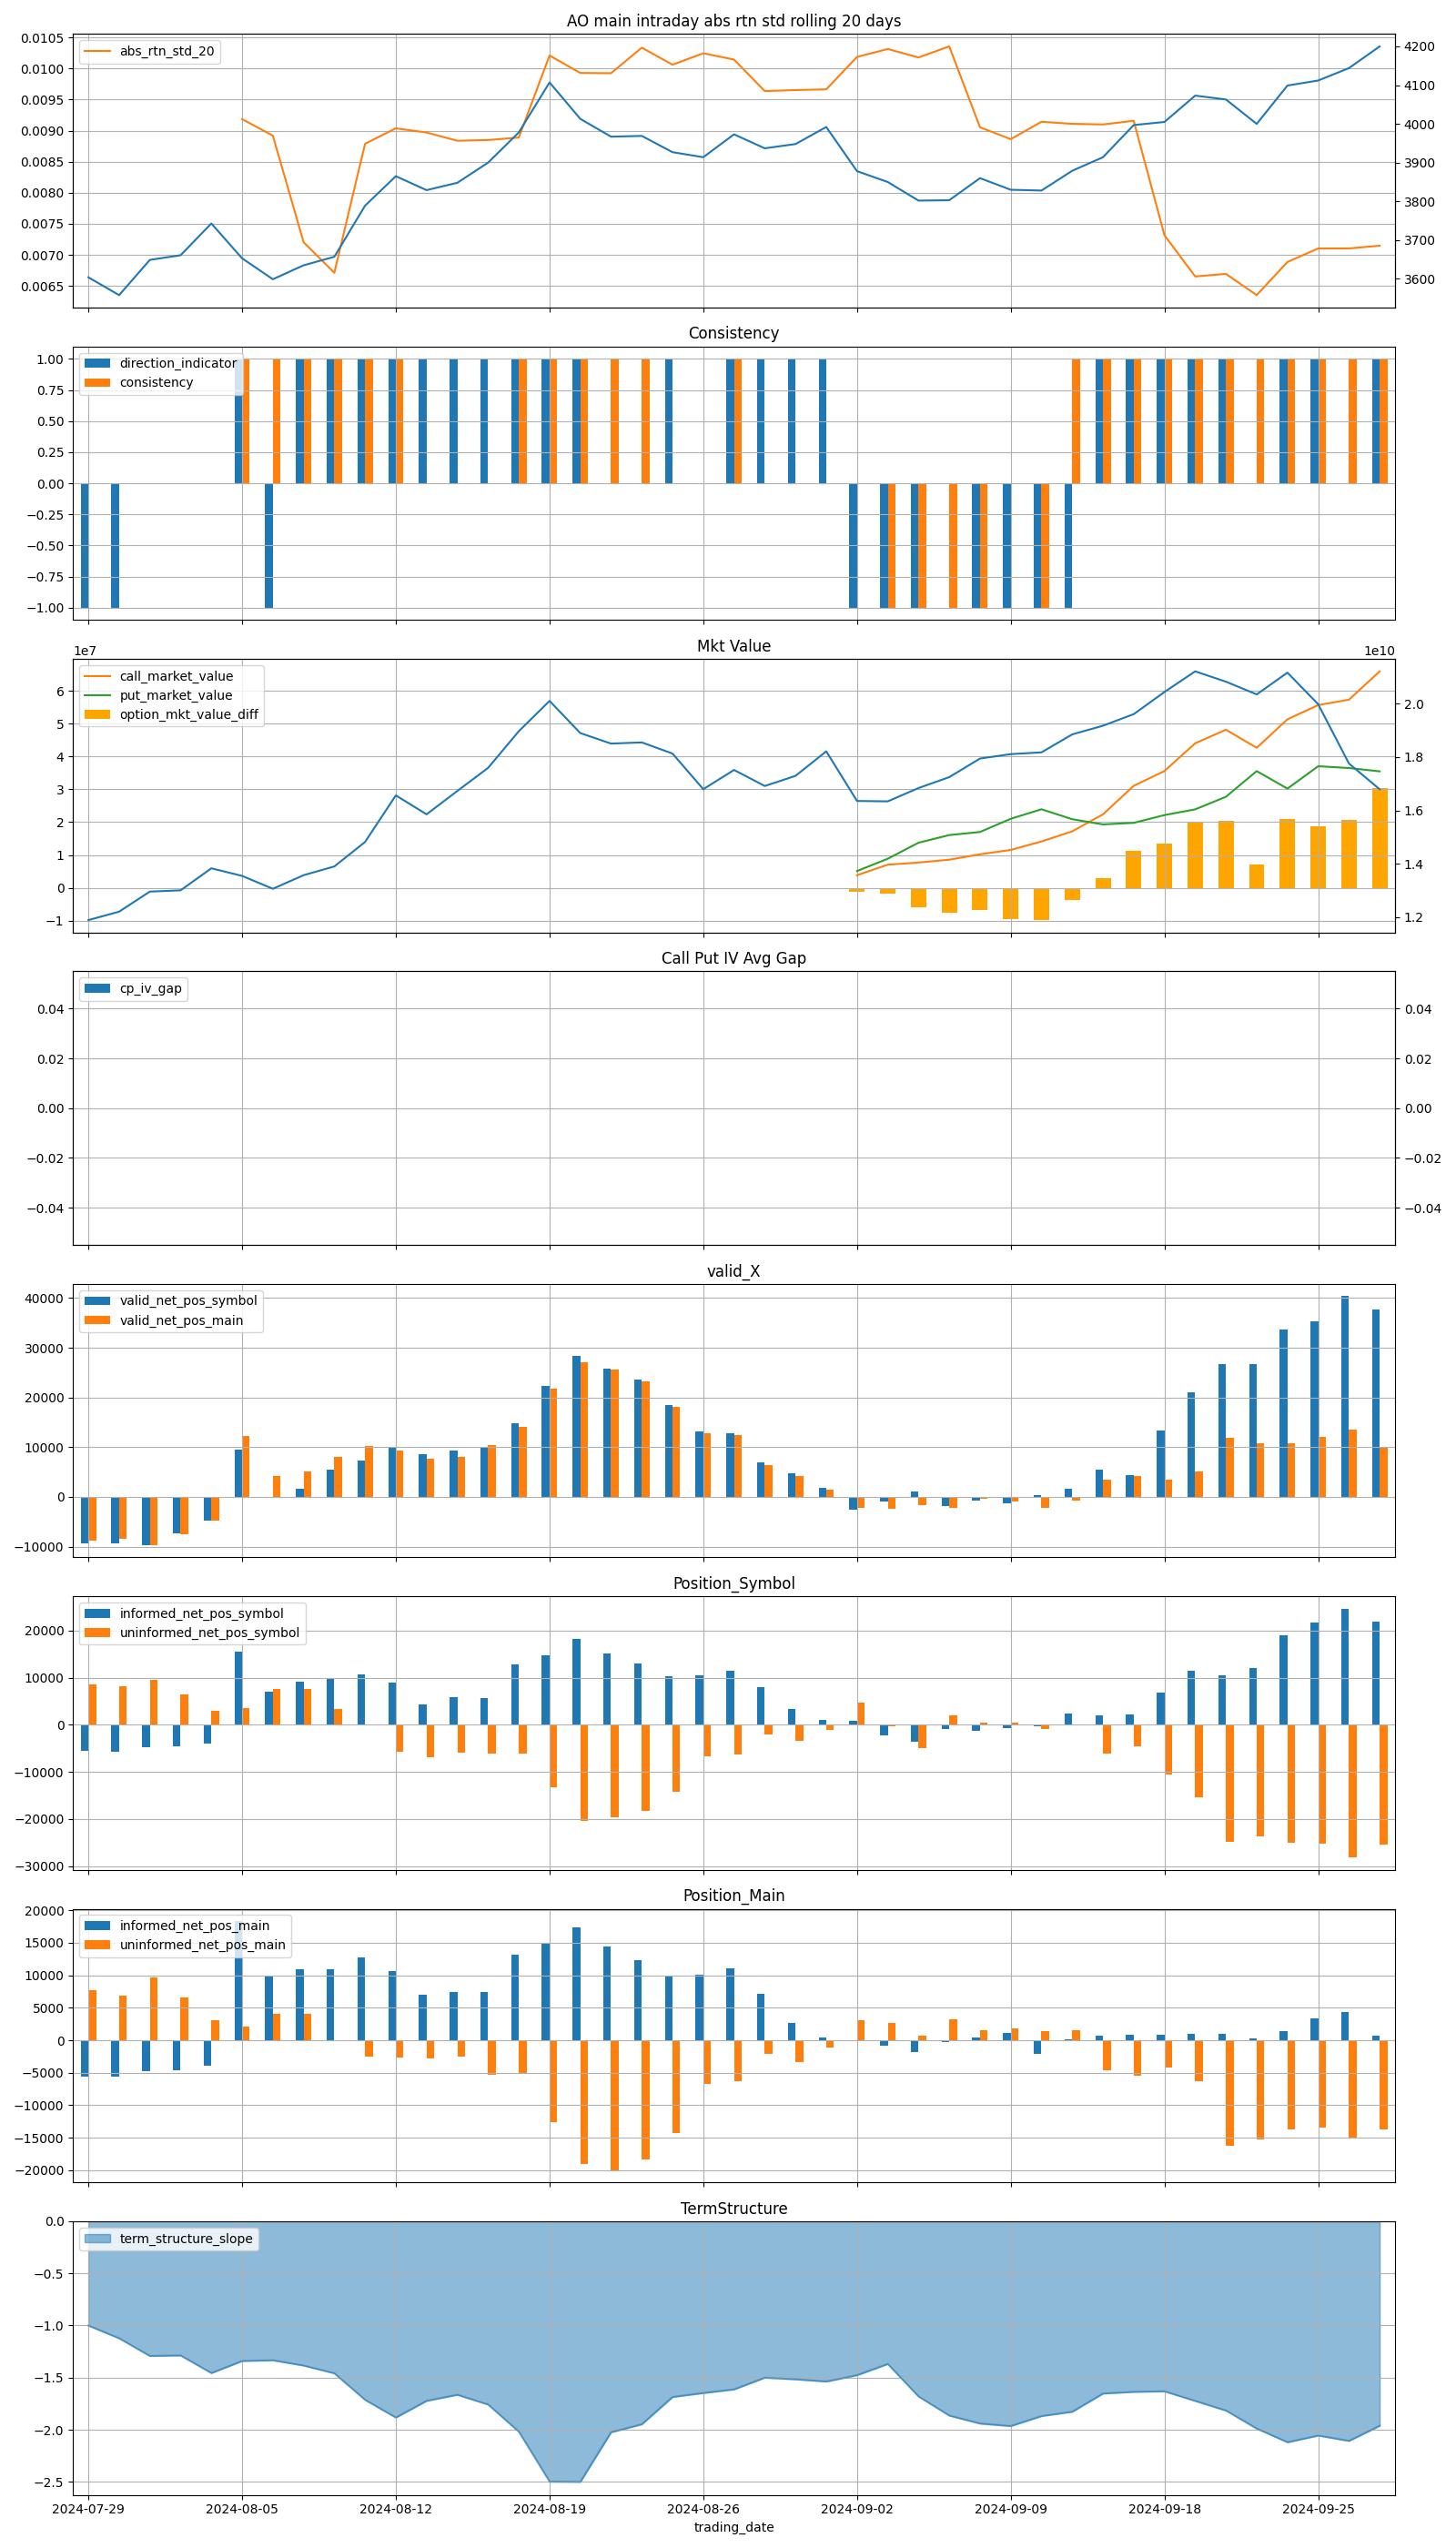 AO main intraday abs rtn std rolling 20 days
abs_rtn_std_20
0.0105
0.0100
0.0095
0.0090
0.0085
0.0080
0.0075
0.0070
0.0065
4200
4100
4000
3900
3800
3700
3600
Consistency
direction_indicator
consistency
1.00
0.75
0.50
0.25
0.00
−0.25
−0.50
−0.75
−1.00
Mkt Value
1e7
1e10
call_market_value
put_market_value
option_mkt_value_diff
6
5
4
3
2
1
0
−1
2.0
1.8
1.6
1.4
1.2
Call Put IV Avg Gap
cp_iv_gap
0.04
0.02
0.00
−0.02
−0.04
0.04
0.02
0.00
−0.02
−0.04
valid_X
valid_net_pos_symbol
valid_net_pos_main
40000
30000
20000
10000
0
−10000
Position_Symbol
informed_net_pos_symbol
uninformed_net_pos_symbol
20000
10000
0
−10000
−20000
−30000
Position_Main
informed_net_pos_main
uninformed_net_pos_main
20000
15000
10000
5000
0
−5000
−10000
−15000
−20000
TermStructure
term_structure_slope
0.0
−0.5
−1.0
−1.5
−2.0
−2.5
2024-07-29 2024-08-05 2024-08-12 2024-08-19 2024-08-26 2024-09-02 2024-09-09 2024-09-18 2024-09-25
trading_date